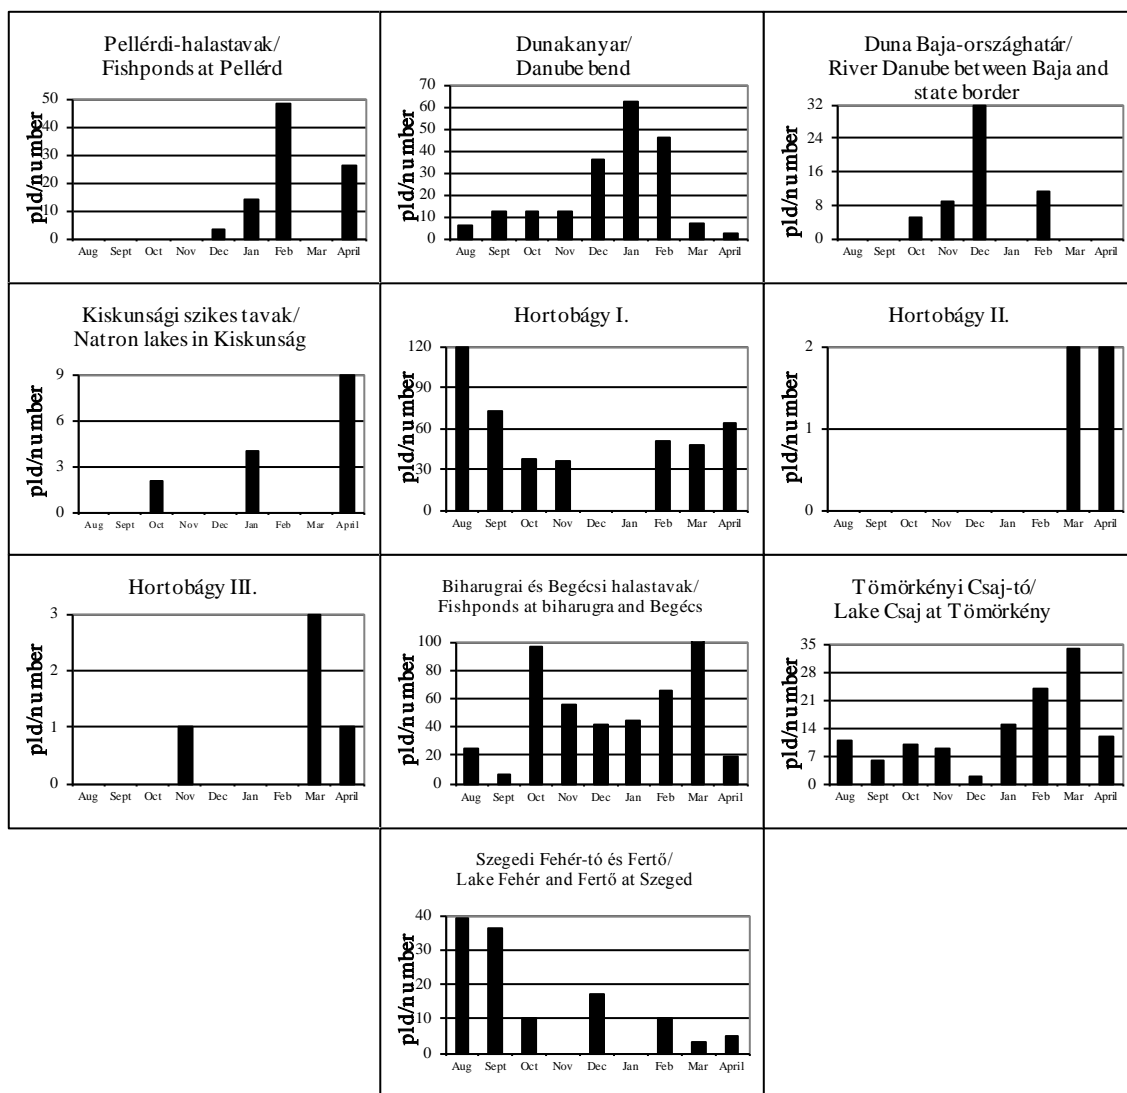 Pellérdi-halastavak/
Fishponds at Pellérd
pld/number
50
40
30
20
10
0
Aug Sept Oct Nov Dec Jan Feb Mar April
Dunakanyar/
Danube bend
pld/number
70
60
50
40
30
20
10
0
Aug Sept Oct Nov Dec Jan Feb Mar April
Duna Baja-országhatár/
River Danube between Baja and
state border
pld/number
32
24
16
8
0
Aug Sept Oct Nov Dec Jan Feb Mar April
Kiskunsági szikes tavak/
Natron lakes in Kiskunság
pld/number
9
6
3
0
Aug Sept Oct Nov Dec Jan Feb Mar April
Hortobágy I.
pld/number
120
90
60
30
0
Aug Sept Oct Nov Dec Jan Feb Mar April
Hortobágy II.
pld/number
2
1
0
Aug Sept Oct Nov Dec Jan Feb Mar April
Hortobágy III.
pld/number
3
2
1
0
Aug Sept Oct Nov Dec Jan Feb Mar April
Biharugrai és Begécsi halastavak/
Fishponds at biharugra and Begécs
pld/number
100
80
60
40
20
0
Aug Sept Oct Nov Dec Jan Feb Mar April
Tömörkényi Csaj-tó/
Lake Csaj at Tömörkény
pld/number
35
28
21
14
7
0
Aug Sept Oct Nov Dec Jan Feb Mar April
Szegedi Fehér-tó és Fertő/
Lake Fehér and Fertő at Szeged
pld/number
40
30
20
10
0
Aug Sept Oct Nov Dec Jan Feb Mar April